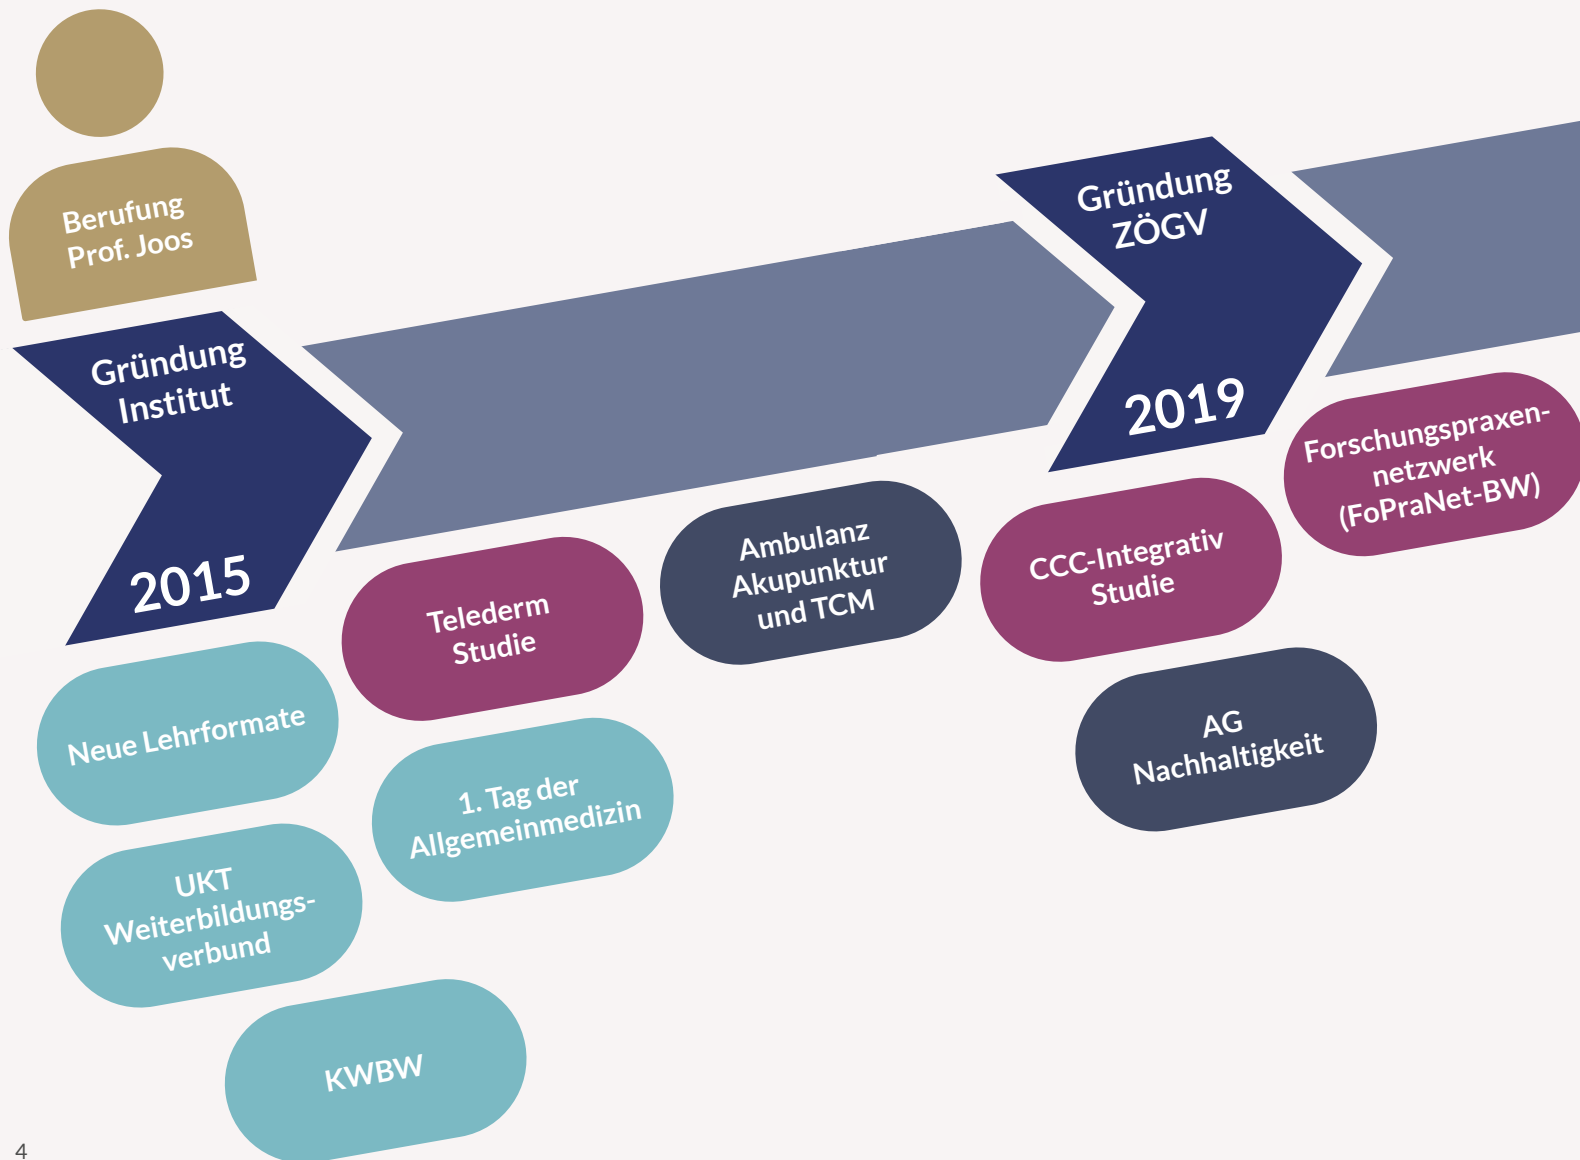 Berufung
Prof. Joos
Gründung
Institut
2015
Gründung
ZÖGV
2019
Neue Lehrformate
UKT
Weiterbildungs-
verbund
KWBW
Telederm
Studie
1. Tag der
Allgemeinmedizin
Ambulanz
Akupunktur
und TCM
CCC-Integrativ
Studie
AG
Nachhaltigkeit
Forschungspraxen-
netzwerk
(FoPraNet-BW)
4